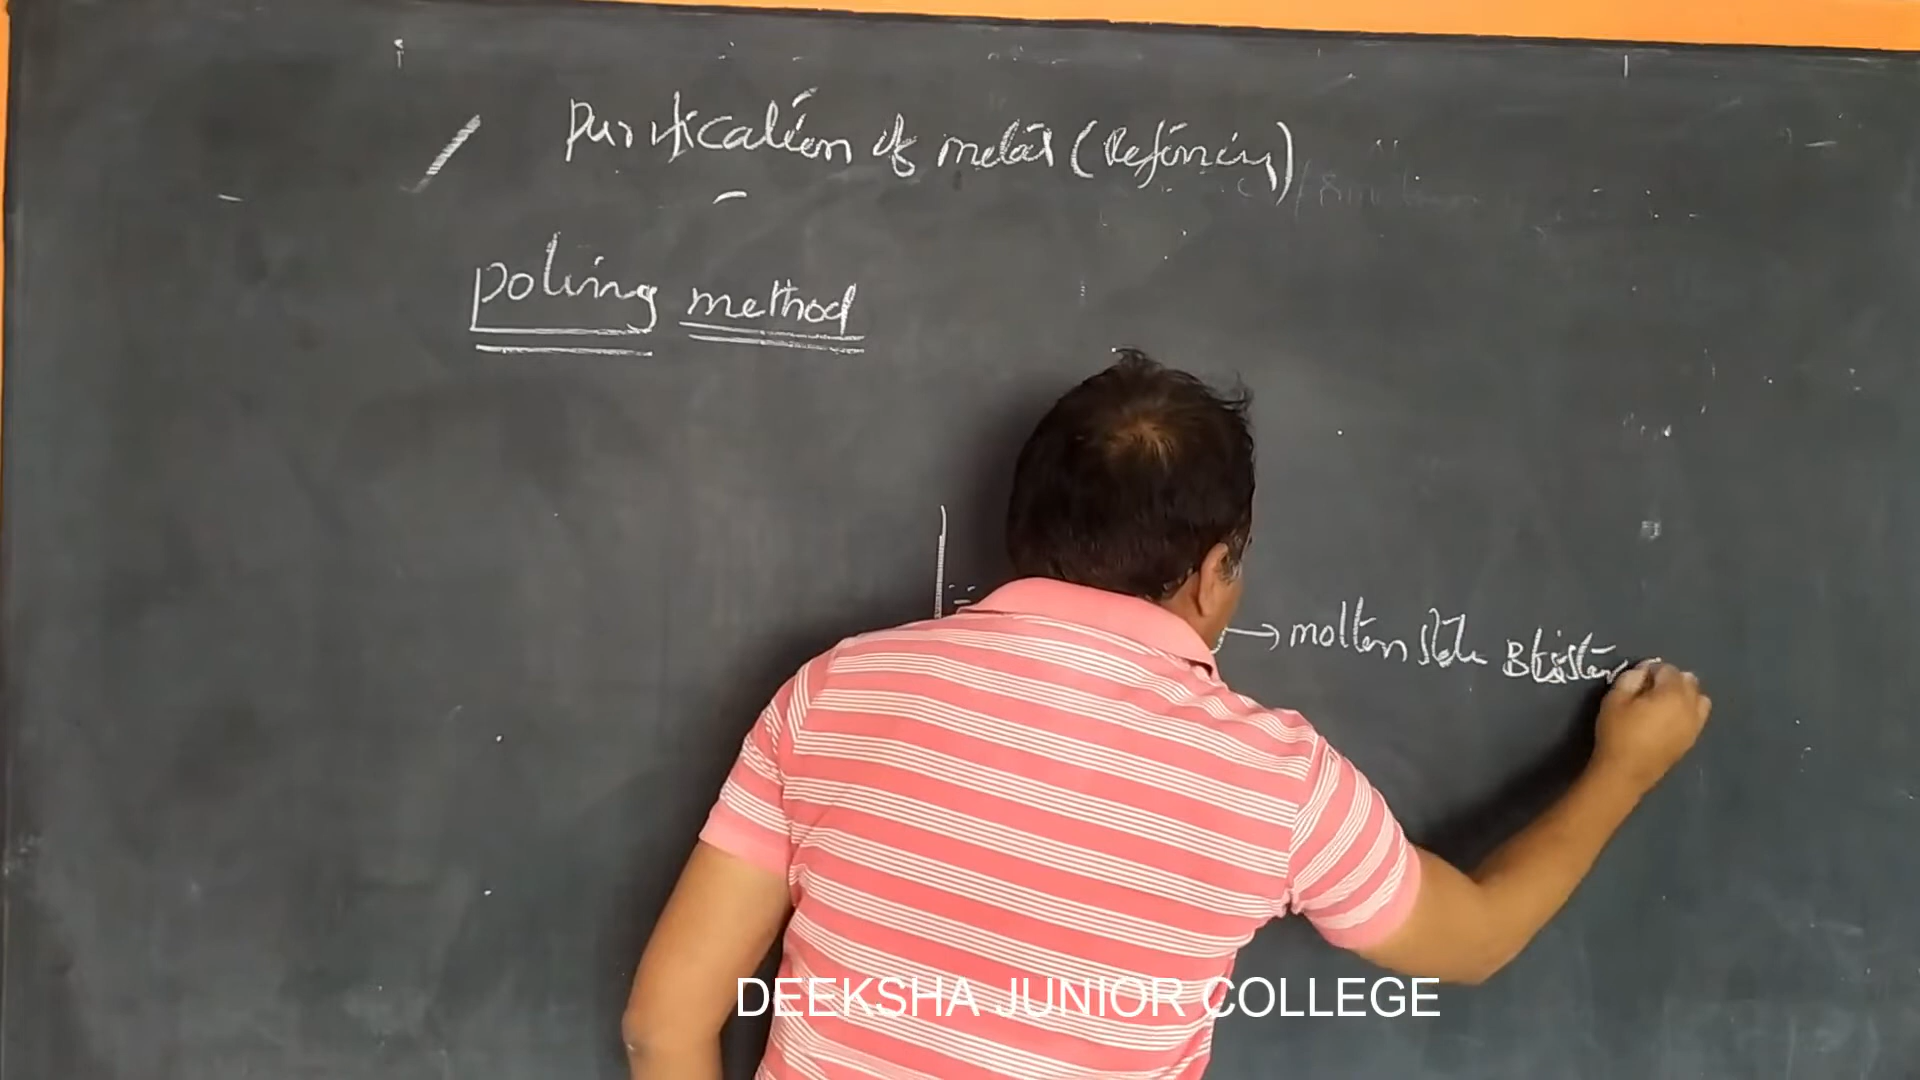 Purification of metal (Refining)
Poling method
molten state Blister
DEEKSHA JUNIOR COLLEGE